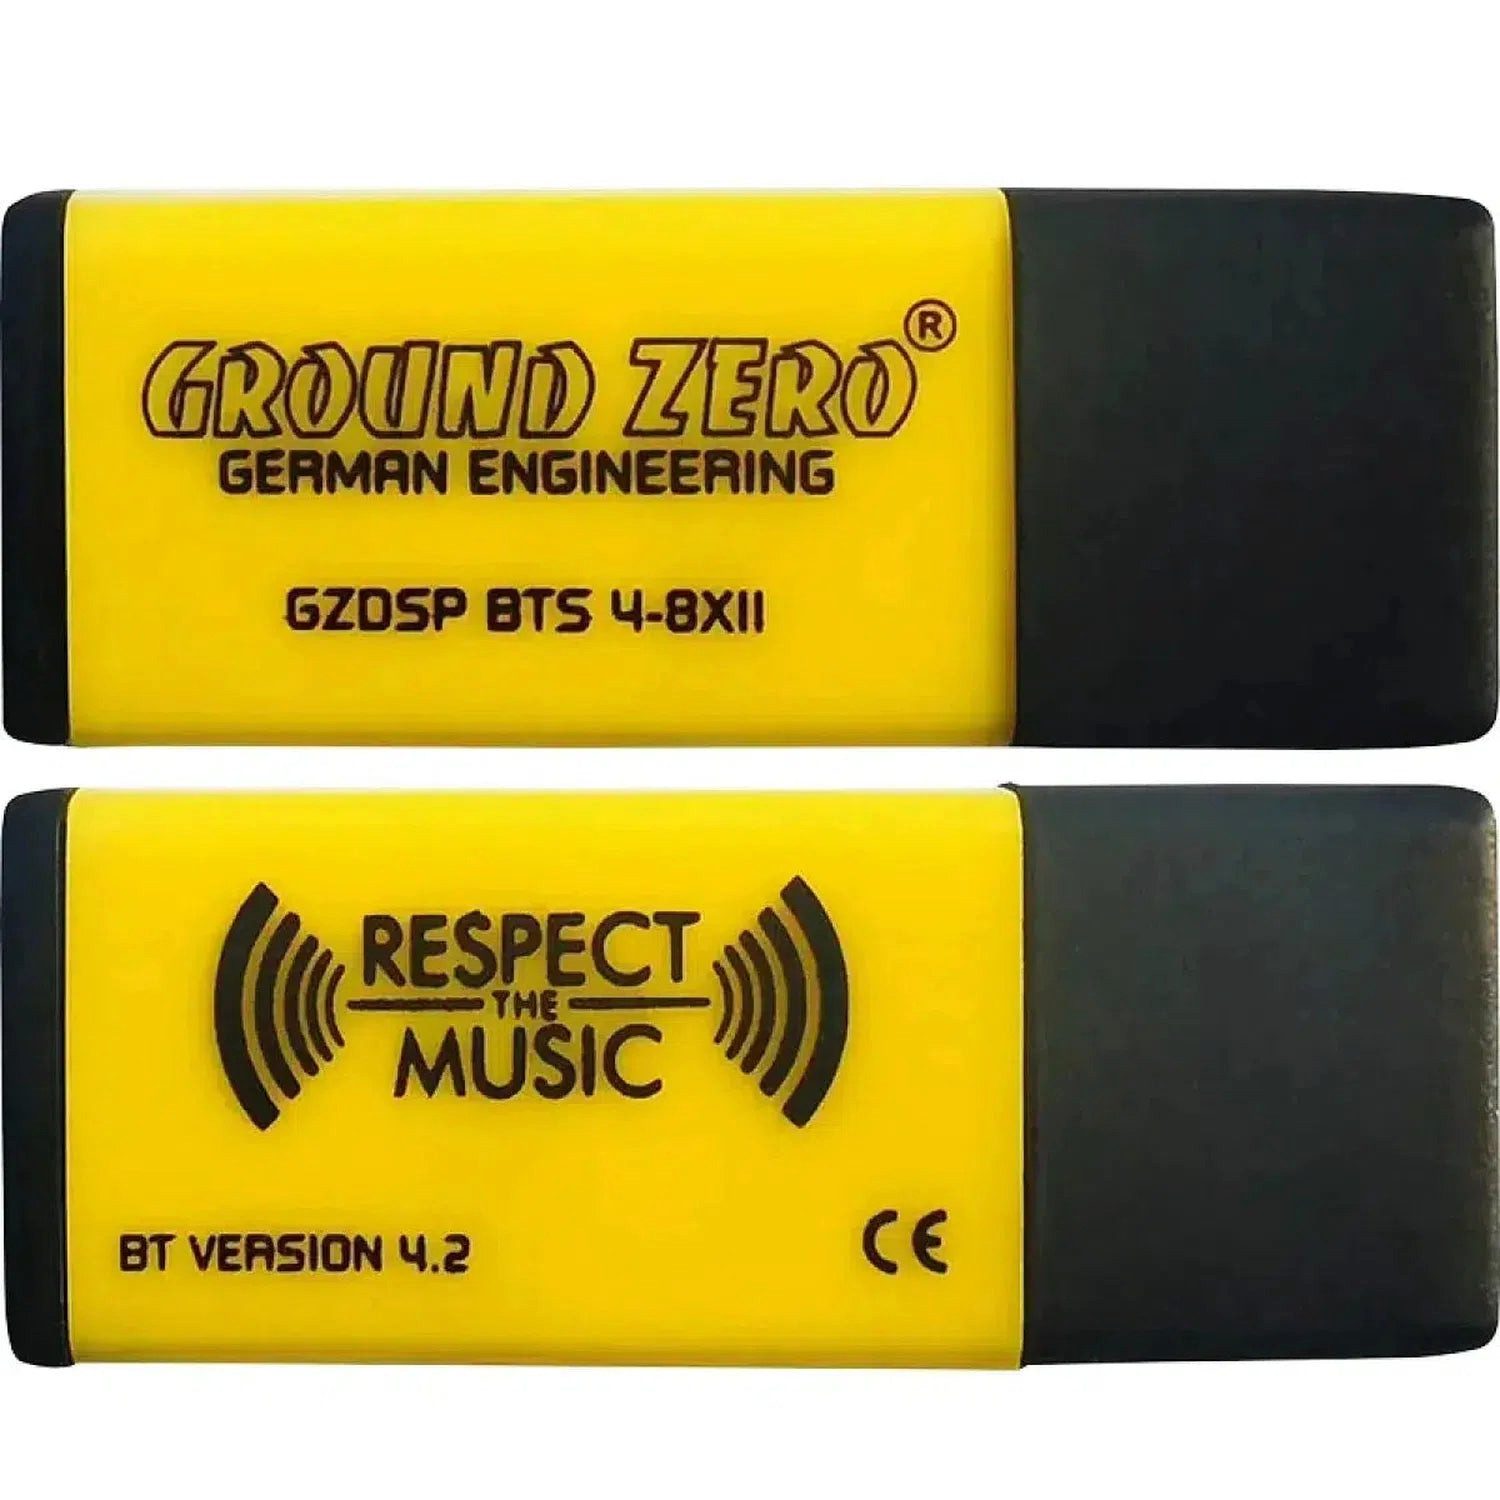 GROUND ZERO®
GERMAN ENGINEERING
GZDSP BTS 4-8XII
RESPECT
THE
MUSIC
BT VERSION 4.2
CE